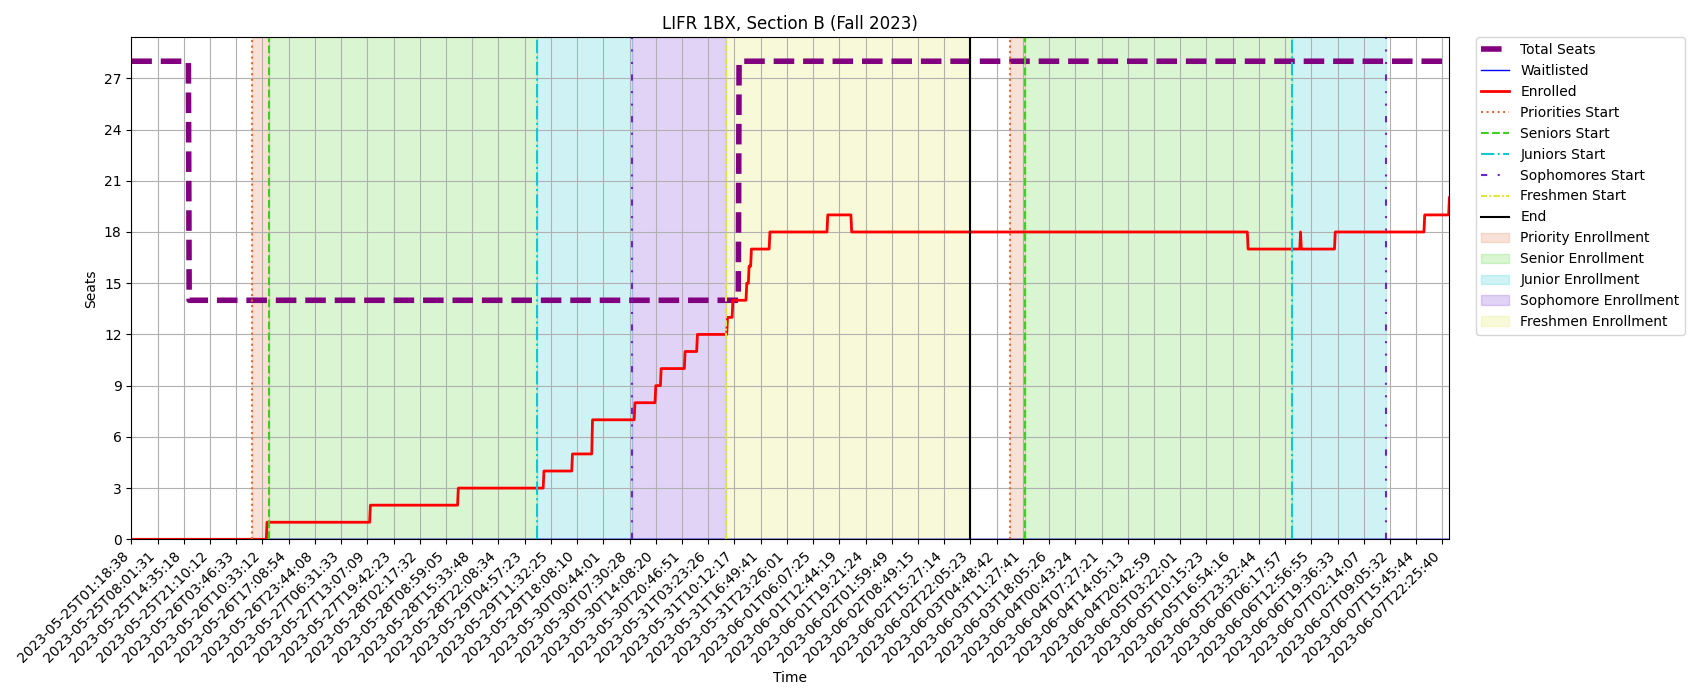 LIFR 1BX, Section B (Fall 2023)
Seats
27
24
21
18
15
12
9
6
3
0
2023-05-25T01:18:38
2023-05-25T08:01:31
2023-05-25T14:35:18
2023-05-25T21:10:12
2023-05-26T03:46:33
2023-05-26T10:33:12
2023-05-26T17:08:54
2023-05-26T23:44:08
2023-05-27T06:31:33
2023-05-27T13:07:09
2023-05-27T19:42:23
2023-05-28T02:17:32
2023-05-28T08:59:05
2023-05-28T15:33:48
2023-05-28T22:08:34
2023-05-29T04:57:23
2023-05-29T11:32:25
2023-05-29T18:08:10
2023-05-30T00:44:01
2023-05-30T07:30:28
2023-05-30T14:08:20
2023-05-30T20:46:51
2023-05-31T03:23:26
2023-05-31T10:12:17
2023-05-31T16:49:41
2023-05-31T23:26:01
2023-06-01T06:07:25
2023-06-01T12:44:19
2023-06-01T19:21:24
2023-06-02T01:59:49
2023-06-02T08:49:15
2023-06-02T15:27:14
2023-06-02T22:05:23
2023-06-03T04:48:42
2023-06-03T11:27:41
2023-06-03T18:05:26
2023-06-04T00:43:24
2023-06-04T07:27:21
2023-06-04T14:05:13
2023-06-04T20:42:59
2023-06-05T03:22:01
2023-06-05T10:15:23
2023-06-05T16:54:16
2023-06-05T23:32:44
2023-06-06T06:17:57
2023-06-06T12:56:55
2023-06-06T19:36:33
2023-06-07T02:14:07
2023-06-07T09:05:32
2023-06-07T15:45:44
2023-06-07T22:25:40
Time
Total Seats
Waitlisted
Enrolled
Priorities Start
Seniors Start
Juniors Start
Sophomores Start
Freshmen Start
End
Priority Enrollment
Senior Enrollment
Junior Enrollment
Sophomore Enrollment
Freshmen Enrollment